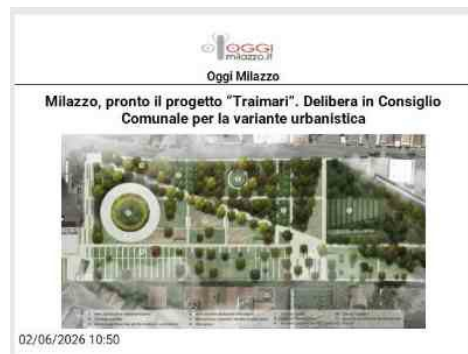 OGGI
milazzo.it
Oggi Milazzo
Milazzo, pronto il progetto “Traimari”. Delibera in Consiglio
Comunale per la variante urbanistica
02/06/2026 10:50